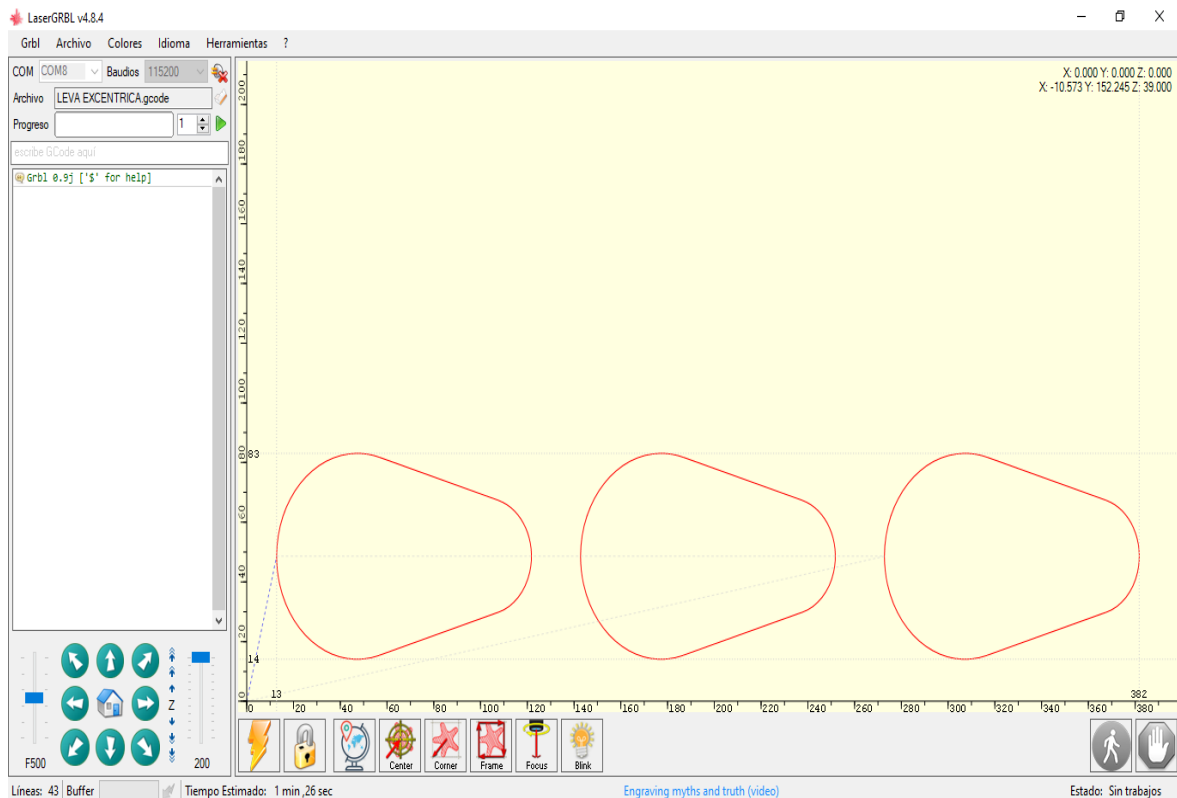 LaserGRBL v4.8.4
Grbl Archivo Colores Idioma Herramientas ?
COM COM8 Baudios 115200
Archivo LEVA EXCENTRICA.gcode
Progreso 1
escribe GCode aquí
Grbl 0.9j ['$' for help]
X: 0.000 Y: 0.000 Z: 0.000
X: -10.573 Y: 152.245 Z: 39.000
200
180
160
140
120
100
80 83
60
40
20
14
0
13 382
0 20 40 60 80 100 120 140 160 180 200 220 240 260 280 300 320 340 360 380
Z
F500 200
Center Corner Frame Focus Blink
Líneas: 43 Buffer Tiempo Estimado: 1 min ,26 sec Engraving myths and truth (video) Estado: Sin trabajos